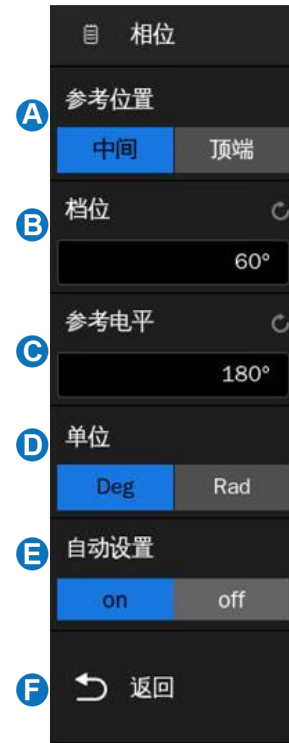 相位
A 参考位置
中间 顶端
B 档位
60°
C 参考电平
180°
D 单位
Deg Rad
E 自动设置
on off
F 返回